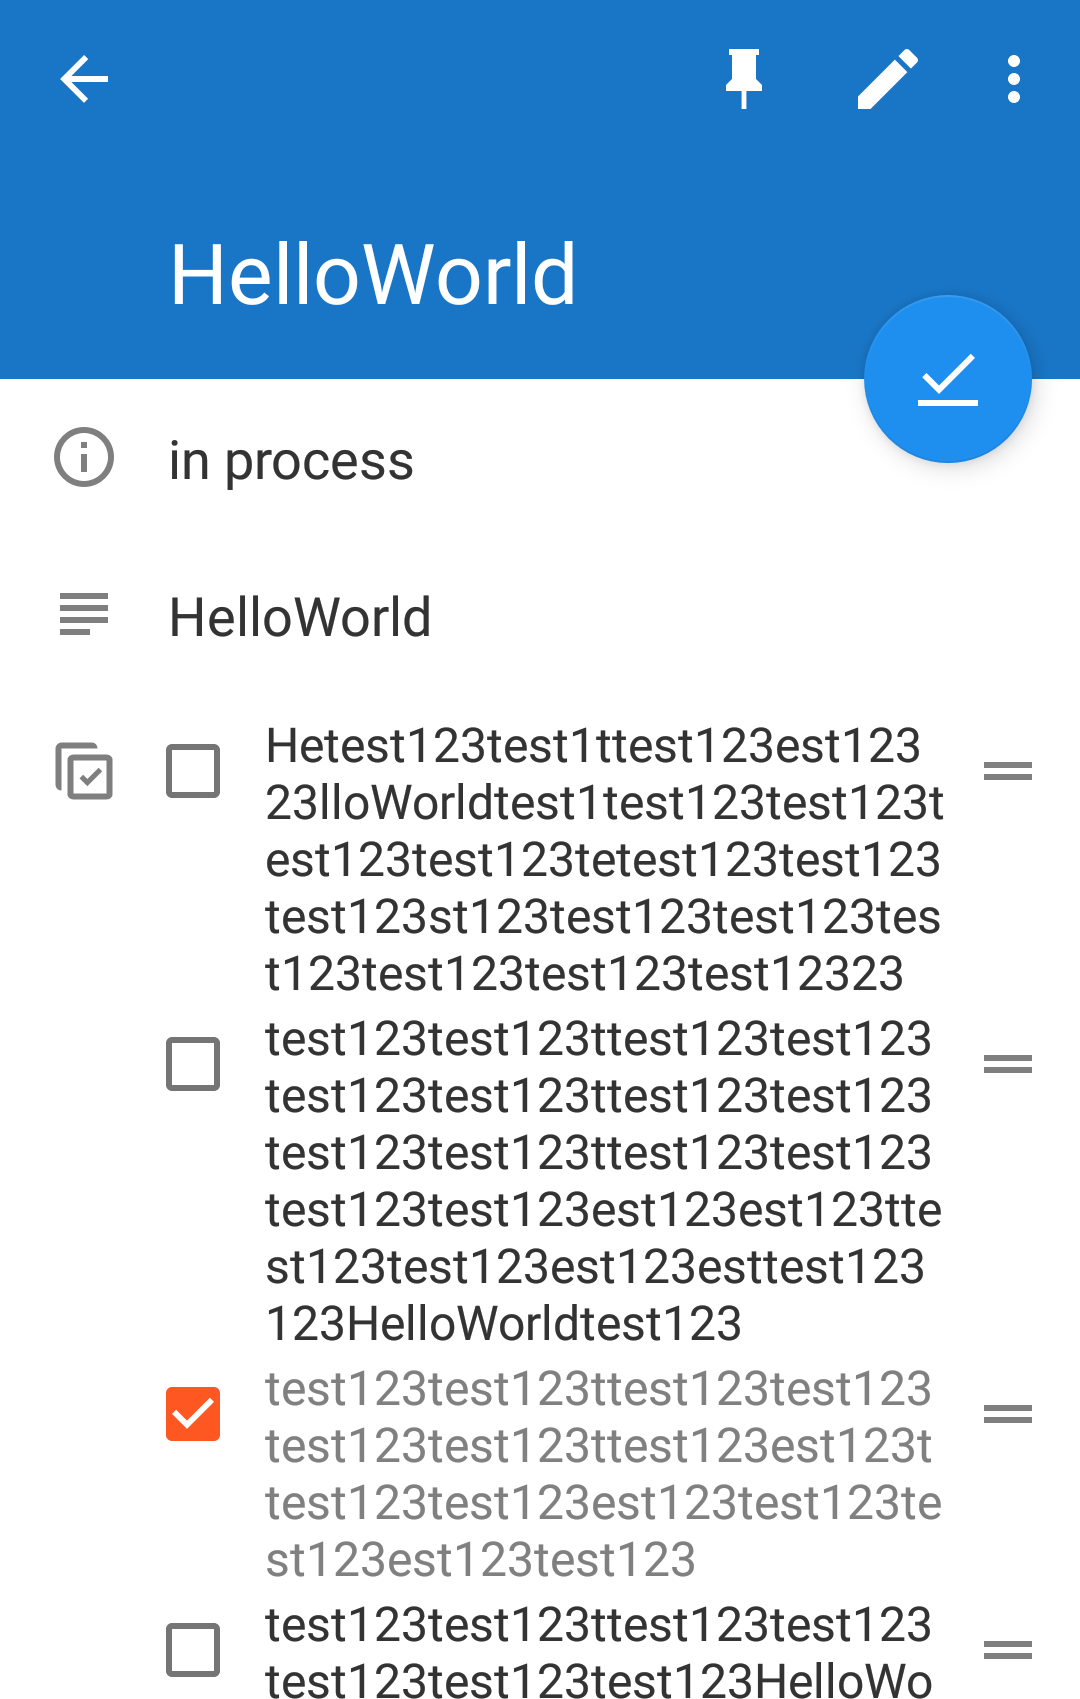 HelloWorld
in process
HelloWorld
Hetest123test1ttest123est123
23lloWorldtest1test123test123t
est123test123tetest123test123
test123st123test123test123tes
t123test123test123test12323
test123test123ttest123test123
test123test123ttest123test123
test123test123ttest123test123
test123test123est123est123tte
st123test123est123esttest123
123HelloWorldtest123
test123test123ttest123test123
test123test123ttest123est123t
test123test123est123test123te
st123est123test123
test123test123ttest123test123
test123test123test123HelloWo